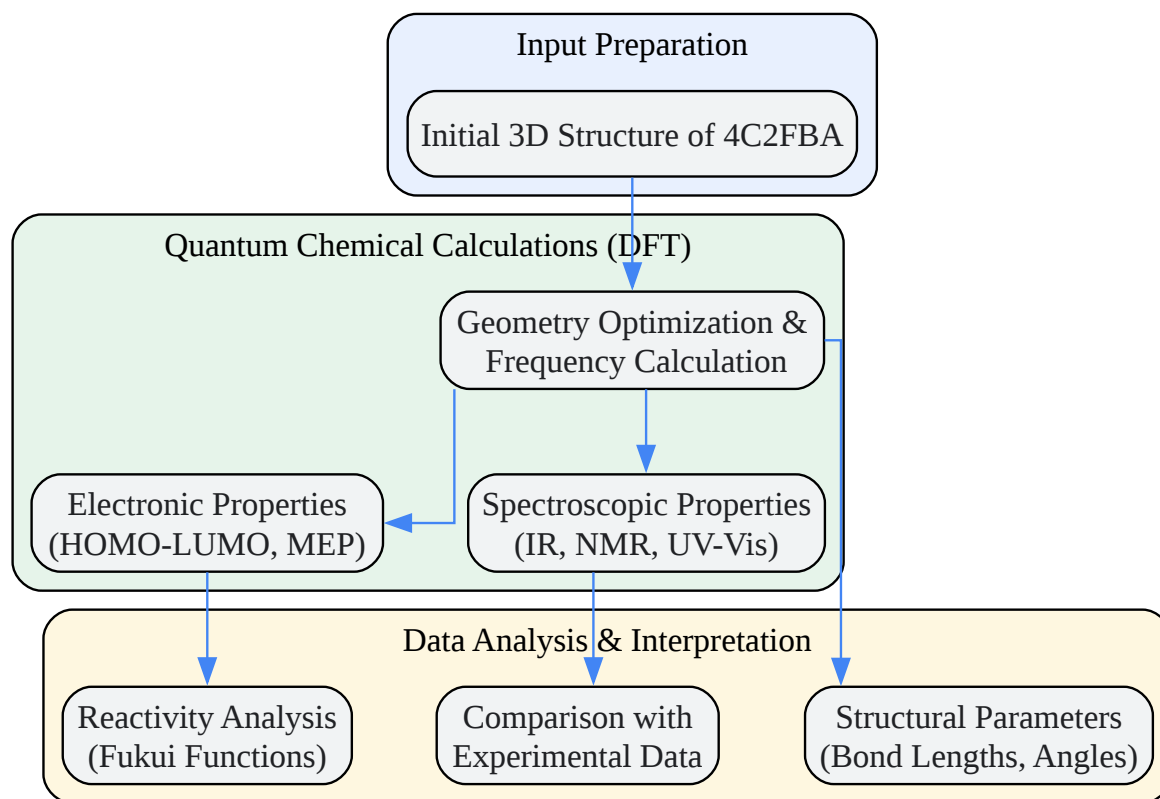 Input Preparation
Initial 3D Structure of 4C2FBA
Quantum Chemical Calculations (DFT)
Geometry Optimization &
Frequency Calculation
Electronic Properties
(HOMO-LUMO, MEP)
Spectroscopic Properties
(IR, NMR, UV-Vis)
Data Analysis & Interpretation
Reactivity Analysis
(Fukui Functions)
Comparison with
Experimental Data
Structural Parameters
(Bond Lengths, Angles)